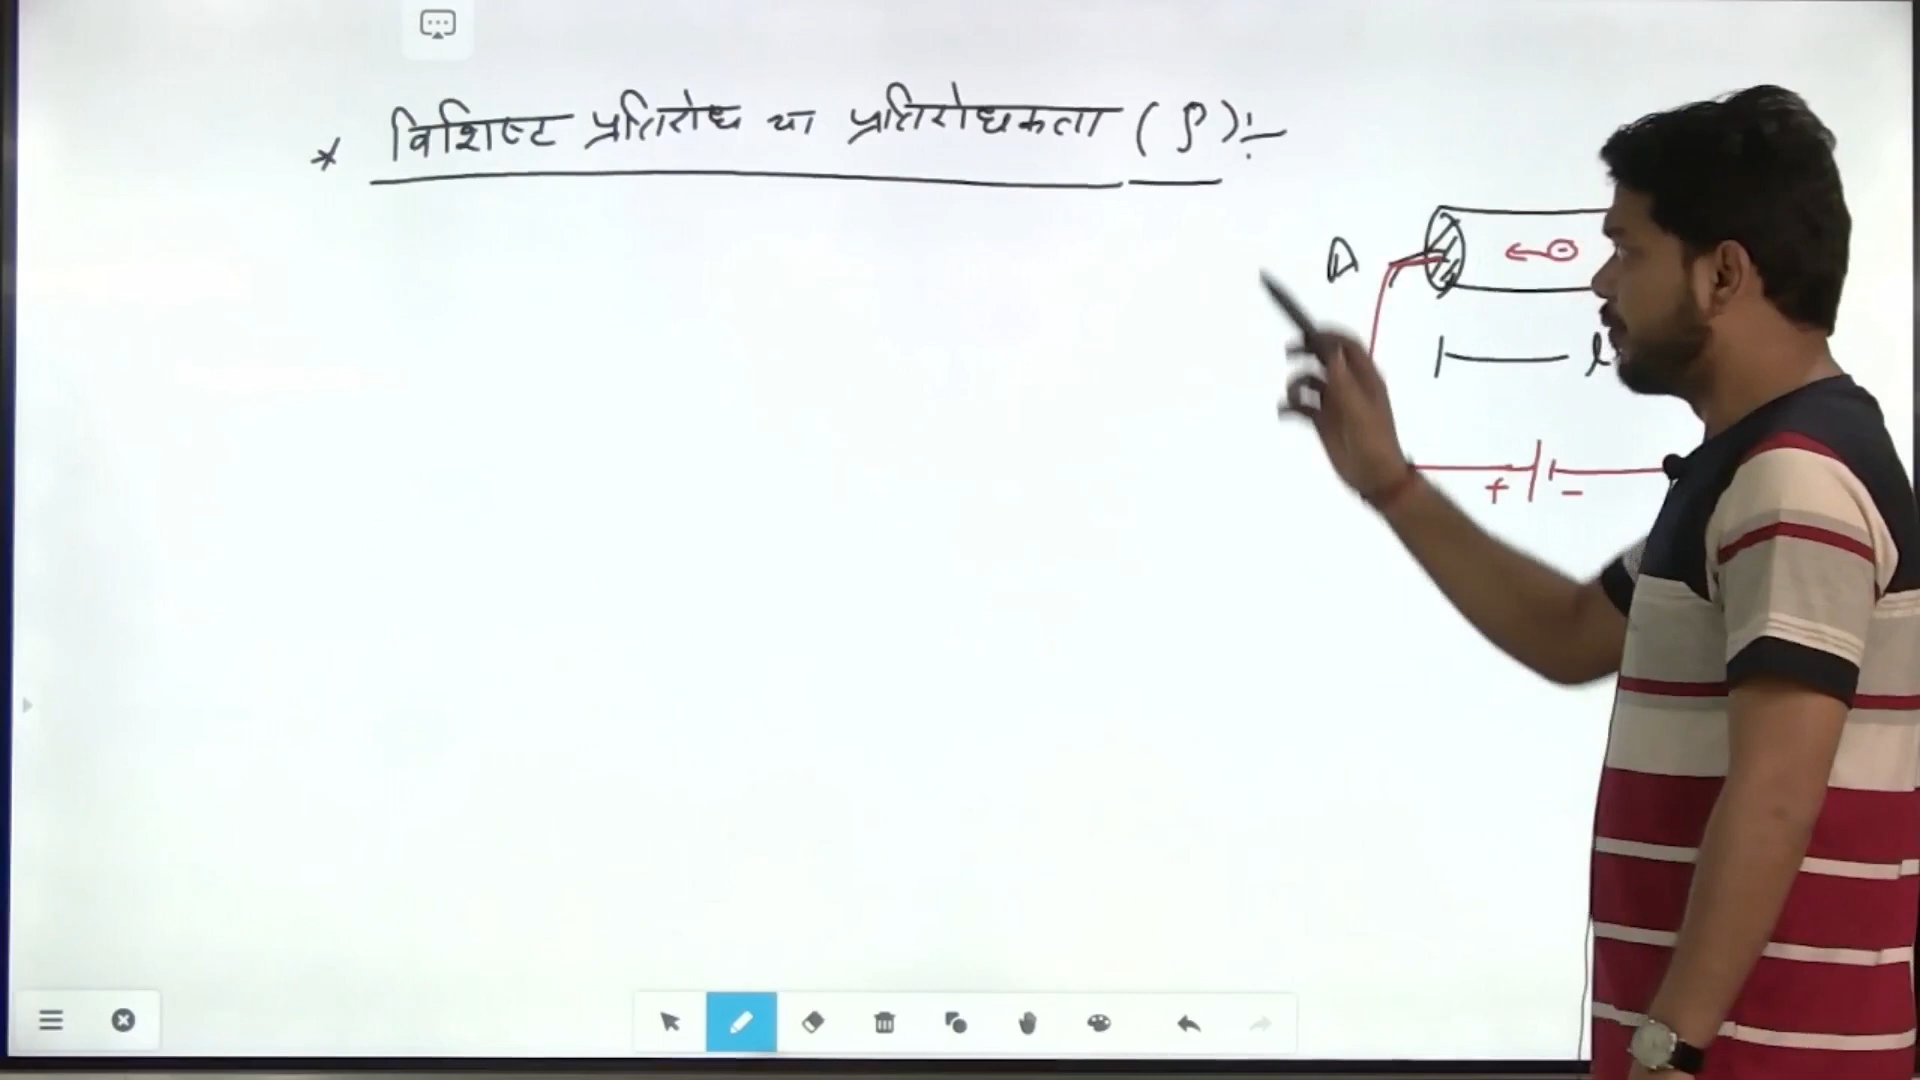 * विशिष्ट प्रतिरोध या प्रतिरोधकता (ρ):-
A
l
+ -